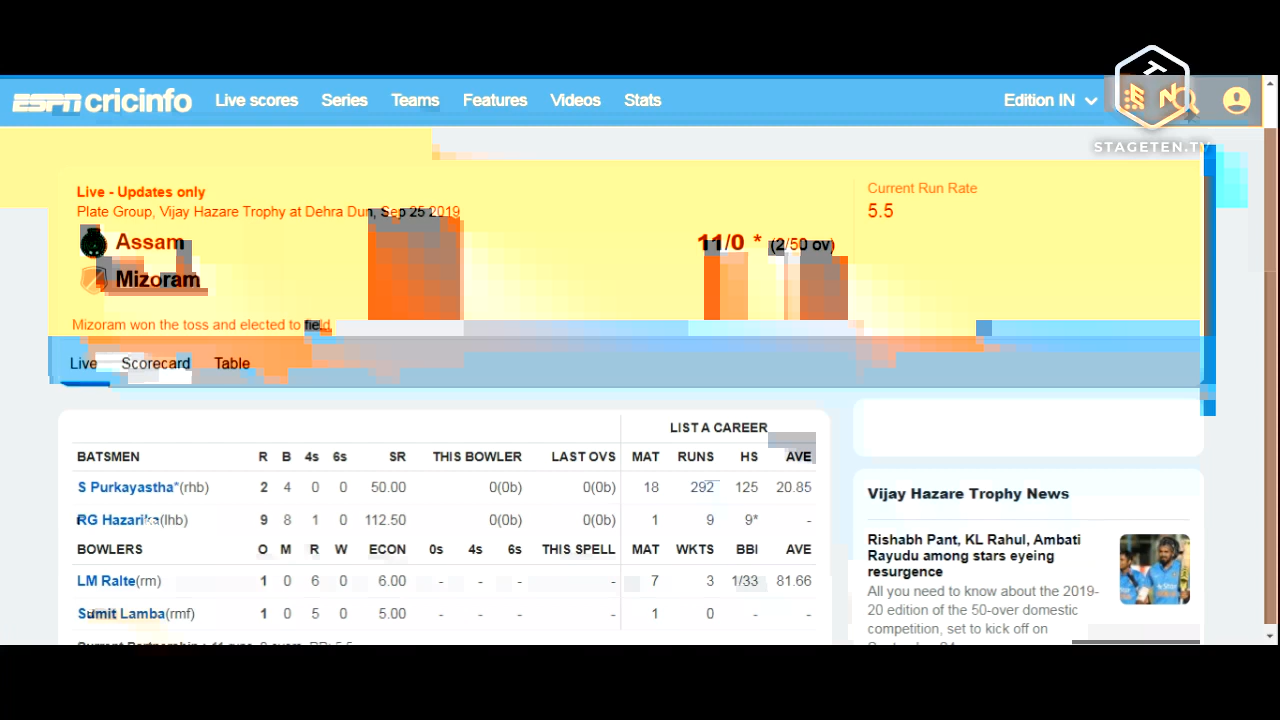 ESPN cricinfo Live scores Series Teams Features Videos Stats Edition IN
STAGETEN.TV
Live - Updates only
Plate Group, Vijay Hazare Trophy at Dehra Dun, Sep 25 2019
Assam 11/0 * (2/50 ov)
Mizoram
Mizoram won the toss and elected to field
Current Run Rate
5.5
Live Scorecard Table
LIST A CAREER
BATSMEN R B 4s 6s SR THIS BOWLER LAST OVS MAT RUNS HS AVE
S Purkayastha*(rhb) 2 4 0 0 50.00 0(0b) 0(0b) 18 292 125 20.85
RG Hazarika(lhb) 9 8 1 0 112.50 0(0b) 0(0b) 1 9 9* -
BOWLERS O M R W ECON 0s 4s 6s THIS SPELL MAT WKTS BBI AVE
LM Ralte(rm) 1 0 6 0 6.00 - - - - 7 3 1/33 81.66
Sumit Lamba(rmf) 1 0 5 0 5.00 - - - - 1 0 - -
Vijay Hazare Trophy News
Rishabh Pant, KL Rahul, Ambati
Rayudu among stars eyeing
resurgence
All you need to know about the 2019-
20 edition of the 50-over domestic
competition, set to kick off on